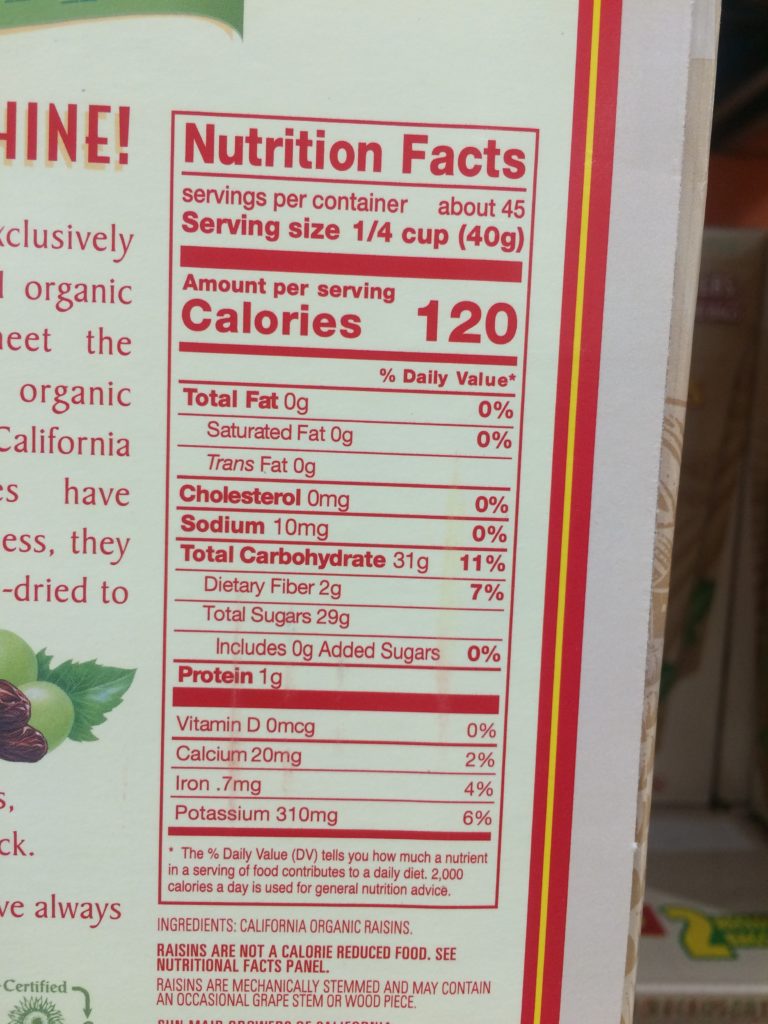 HINE!
exclusively
organic
meet the
organic
California
have
they
-dried to
ck.
always
Certified
Nutrition Facts
servings per container about 45
Serving size 1/4 cup (40g)
Amount per serving
Calories 120
% Daily Value*
Total Fat 0g 0%
Saturated Fat 0g 0%
Trans Fat 0g
Cholesterol 0mg 0%
Sodium 10mg 0%
Total Carbohydrate 31g 11%
Dietary Fiber 2g 7%
Total Sugars 29g
Includes 0g Added Sugars 0%
Protein 1g
Vitamin D 0mcg 0%
Calcium 20mg 2%
Iron .7mg 4%
Potassium 310mg 6%
* The % Daily Value (DV) tells you how much a nutrient
in a serving of food contributes to a daily diet. 2,000
calories a day is used for general nutrition advice.
INGREDIENTS: CALIFORNIA ORGANIC RAISINS.
RAISINS ARE NOT A CALORIE REDUCED FOOD. SEE
NUTRITIONAL FACTS PANEL.
RAISINS ARE MECHANICALLY STEMMED AND MAY CONTAIN
AN OCCASIONAL GRAPE STEM OR WOOD PIECE.
SUN-MAID GROWERS OF CALIFORNIA